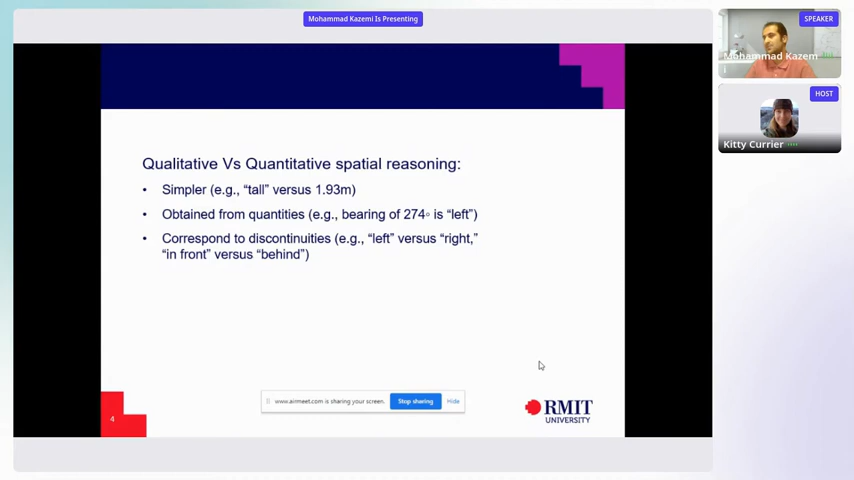 Mohammad Kazemi Is Presenting
SPEAKER
Mohammad Kazem
i
HOST
Kitty Currier
Qualitative Vs Quantitative spatial reasoning:
• Simpler (e.g., “tall” versus 1.93m)
• Obtained from quantities (e.g., bearing of 274◦ is “left”)
• Correspond to discontinuities (e.g., “left” versus “right,”
“in front” versus “behind”)
www.airmeet.com is sharing your screen.
Stop sharing
Hide
4
RMIT
UNIVERSITY